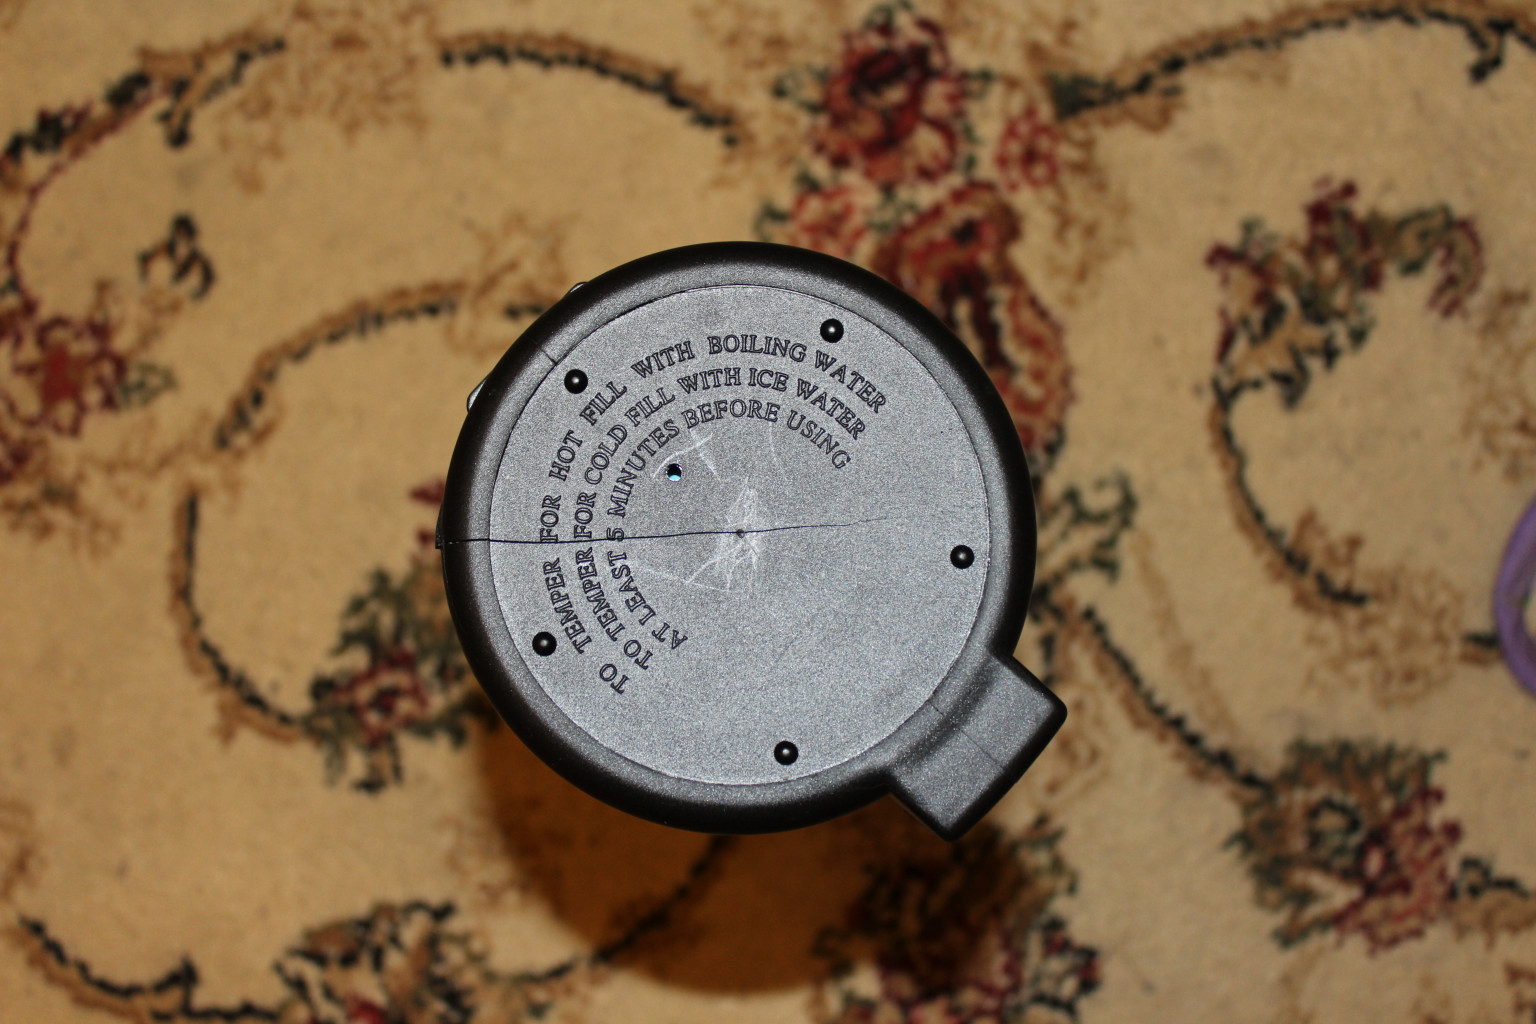 TO TEMPER FOR HOT FILL WITH BOILING WATER
TO TEMPER FOR COLD FILL WITH ICE WATER
AT LEAST 5 MINUTES BEFORE USING